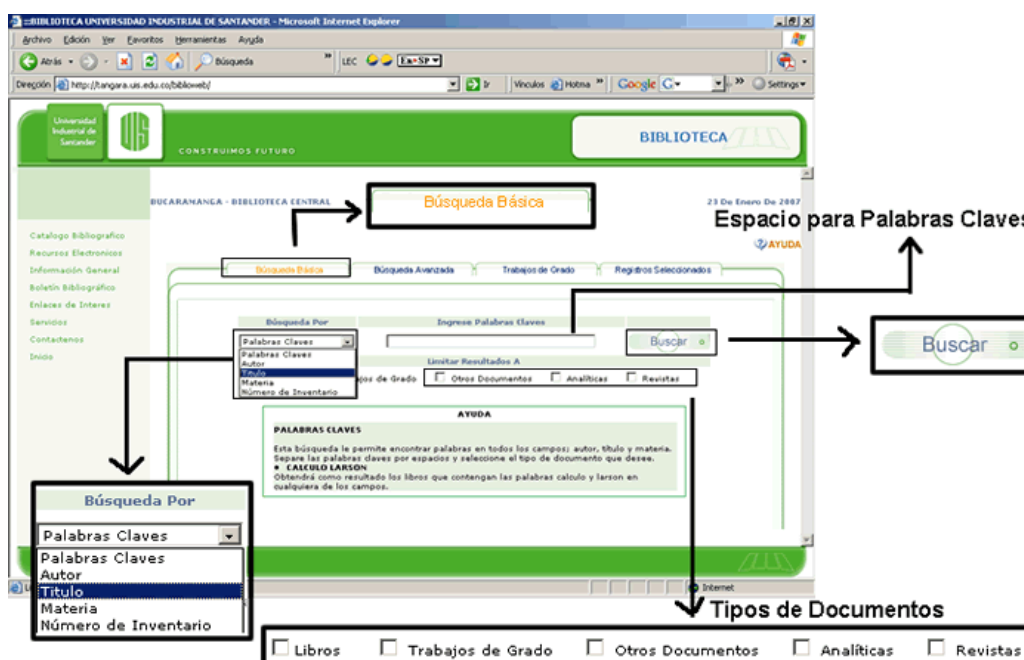 :::BIBLIOTECA UNIVERSIDAD INDUSTRIAL DE SANTANDER - Microsoft Internet Explorer
Archivo Edición Ver Favoritos Herramientas Ayuda
Atrás Búsqueda » LEC En-SP
Dirección http://tangara.uis.edu.co/biblioweb/ Ir Vínculos Hotma » Google G » Settings
Universidad
Industrial de
Santander
CONSTRUIMOS FUTURO
BIBLIOTECA
BUCARAMANGA - BIBLIOTECA CENTRAL
Búsqueda Básica
23 De Enero De 2007
Espacio para Palabras Claves
AYUDA
Catalogo Bibliografico
Recursos Electronicos
Información General
Boletín Bibliográfico
Enlaces de Interes
Servicios
Contactenos
Inicio
Búsqueda Básica Búsqueda Avanzada Trabajos de Grado Registros Seleccionados
Búsqueda Por Ingrese Palabras Claves
Palabras Claves Buscar
Palabras Claves
Autor
Titulo
Materia
Número de Inventario
Limitar Resultados A
jos de Grado Otros Documentos Analíticas Revistas
Buscar
AYUDA
PALABRAS CLAVES
Esta búsqueda le permite encontrar palabras en todos los campos; autor, título y materia.
Separe las palabras claves por espacios y seleccione el tipo de documento que desee.
• CALCULO LARSON
Obtendrá como resultado los libros que contengan las palabras calculo y larson en
cualquiera de los campos.
Búsqueda Por
Palabras Claves
Palabras Claves
Autor
Titulo
Materia
Número de Inventario
Internet
Tipos de Documentos
Libros Trabajos de Grado Otros Documentos Analíticas Revistas